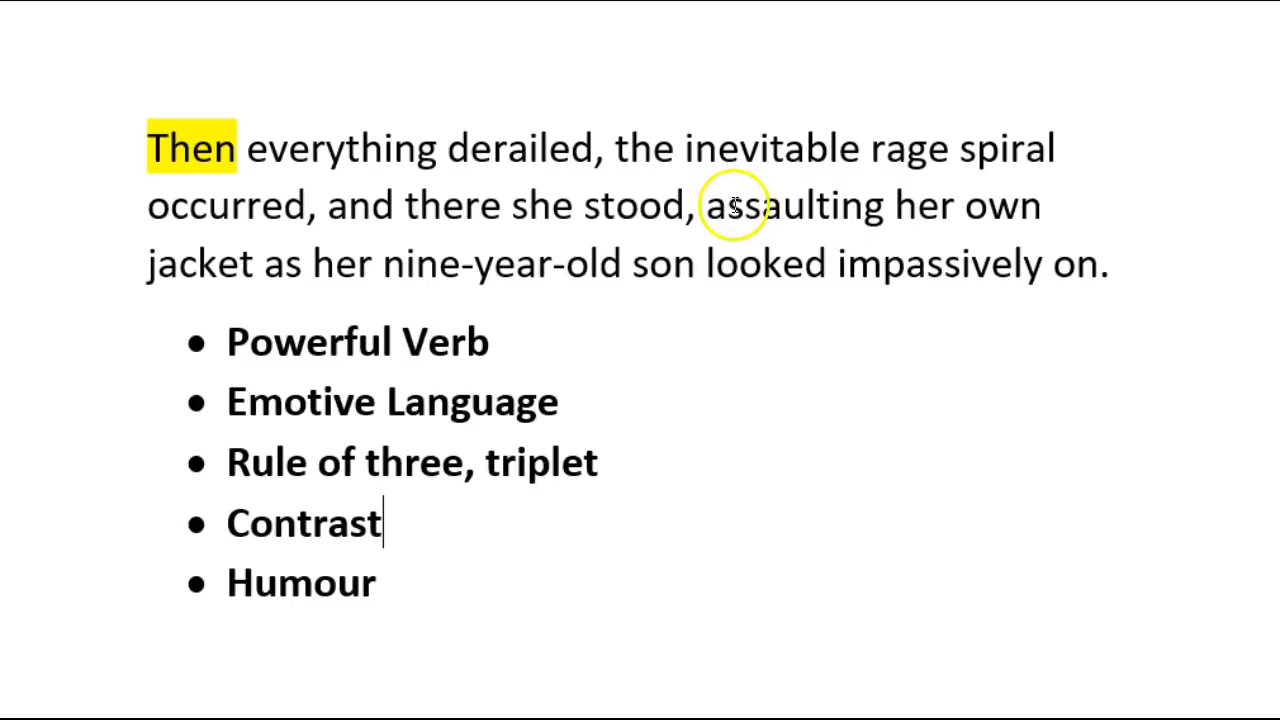 Then everything derailed, the inevitable rage spiral
occurred, and there she stood, assaulting her own
jacket as her nine-year-old son looked impassively on.
• Powerful Verb
• Emotive Language
• Rule of three, triplet
• Contrast
• Humour